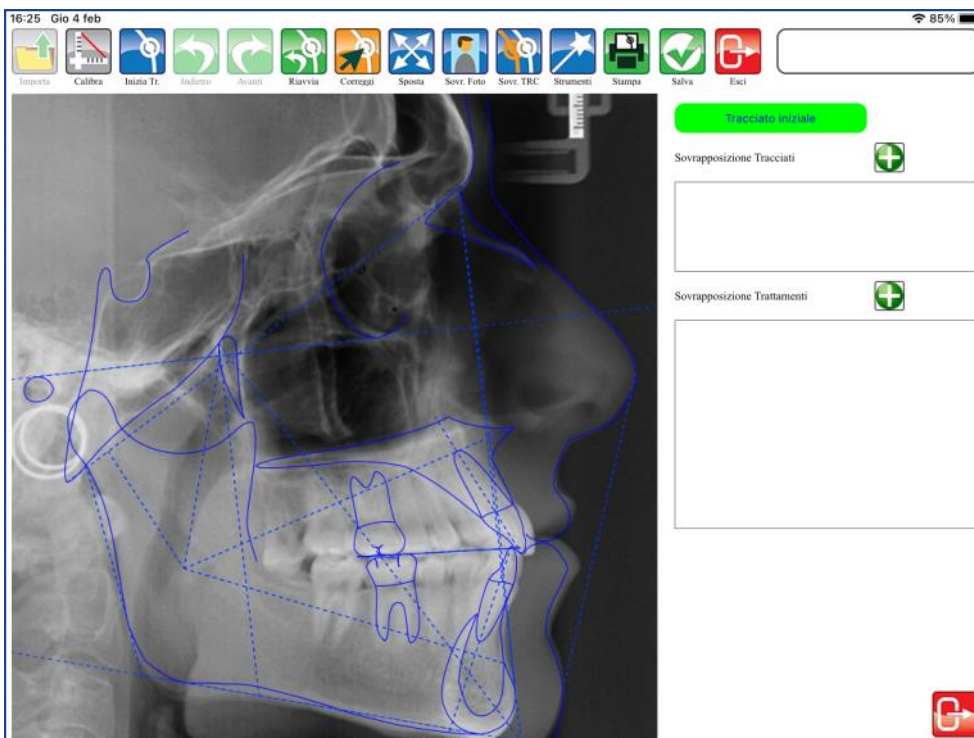 16:25 Gio 4 feb 85%
Importa Calibra Inizia Tr. Indietro Avanti Riavvia Correggi Sposta Sovr. Foto Sovr. TRC Strumenti Stampa Salva Esci
Tracciato iniziale
Sovrapposizione Tracciati
Sovrapposizione Trattamenti